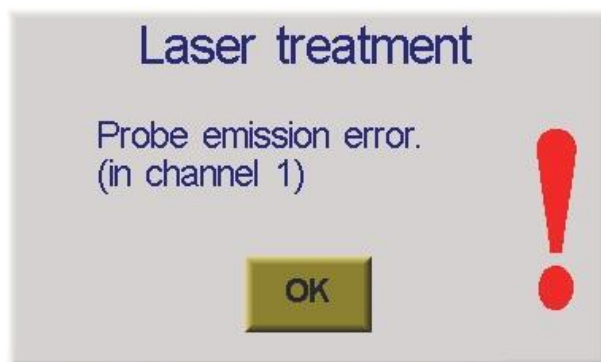 Laser treatment
Probe emission error.
(in channel 1)
OK